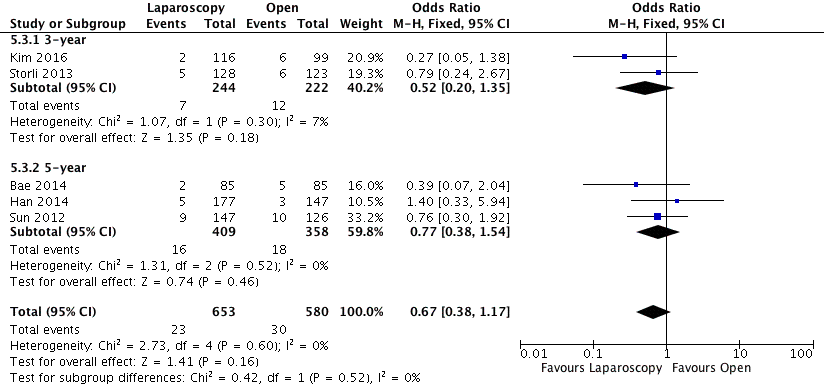 Laparoscopy Open Odds Ratio Odds Ratio
Study or Subgroup Events Total Events Total Weight M-H, Fixed, 95% CI M-H, Fixed, 95% CI
5.3.1 3-year
Kim 2016 2 116 6 99 20.9% 0.27 [0.05, 1.38]
Storli 2013 5 128 6 123 19.3% 0.79 [0.24, 2.67]
Subtotal (95% CI) 244 222 40.2% 0.52 [0.20, 1.35]
Total events 7 12
Heterogeneity: Chi² = 1.07, df = 1 (P = 0.30); I² = 7%
Test for overall effect: Z = 1.35 (P = 0.18)
5.3.2 5-year
Bae 2014 2 85 5 85 16.0% 0.39 [0.07, 2.04]
Han 2014 5 177 3 147 10.5% 1.40 [0.33, 5.94]
Sun 2012 9 147 10 126 33.2% 0.76 [0.30, 1.92]
Subtotal (95% CI) 409 358 59.8% 0.77 [0.38, 1.54]
Total events 16 18
Heterogeneity: Chi² = 1.31, df = 2 (P = 0.52); I² = 0%
Test for overall effect: Z = 0.74 (P = 0.46)
Total (95% CI) 653 580 100.0% 0.67 [0.38, 1.17]
Total events 23 30
Heterogeneity: Chi² = 2.73, df = 4 (P = 0.60); I² = 0%
Test for overall effect: Z = 1.41 (P = 0.16)
Test for subgroup differences: Chi² = 0.42, df = 1 (P = 0.52), I² = 0%
0.01 0.1 1 10 100
Favours Laparoscopy Favours Open